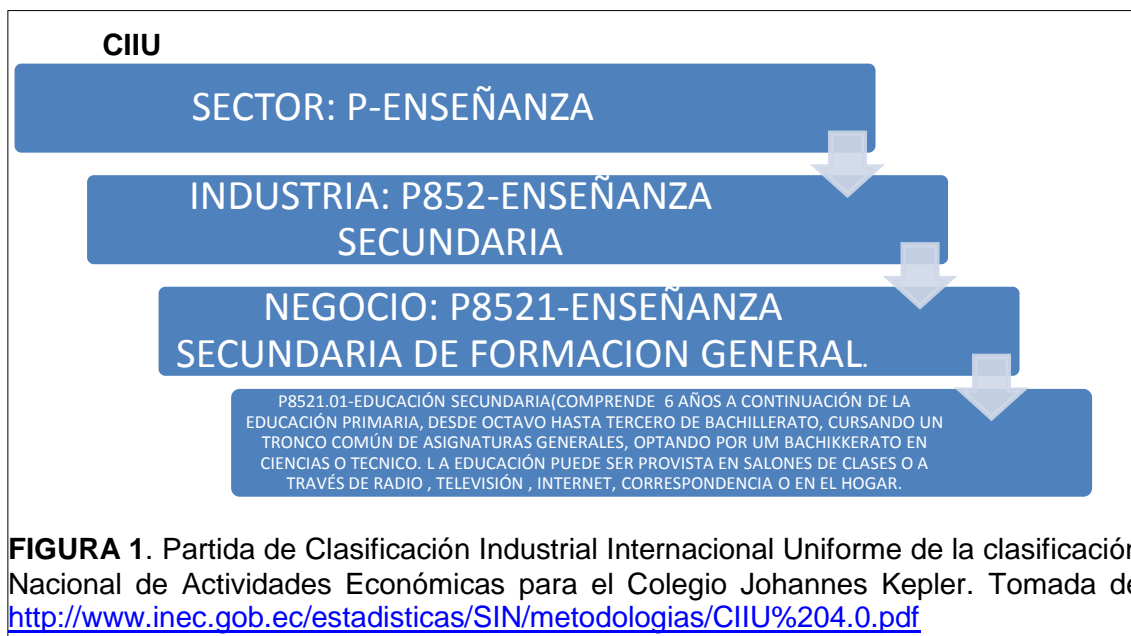 CIIU
SECTOR: P-ENSEÑANZA
INDUSTRIA: P852-ENSEÑANZA
SECUNDARIA
NEGOCIO: P8521-ENSEÑANZA
SECUNDARIA DE FORMACION GENERAL.
P8521.01-EDUCACIÓN SECUNDARIA(COMPRENDE 6 AÑOS A CONTINUACIÓN DE LA
EDUCACIÓN PRIMARIA, DESDE OCTAVO HASTA TERCERO DE BACHILLERATO, CURSANDO UN
TRONCO COMÚN DE ASIGNATURAS GENERALES, OPTANDO POR UM BACHIKKERATO EN
CIENCIAS O TECNICO. L A EDUCACIÓN PUEDE SER PROVISTA EN SALONES DE CLASES O A
TRAVÉS DE RADIO , TELEVISIÓN , INTERNET, CORRESPONDENCIA O EN EL HOGAR.
FIGURA 1. Partida de Clasificación Industrial Internacional Uniforme de la clasificación
Nacional de Actividades Económicas para el Colegio Johannes Kepler. Tomada de
http://www.inec.gob.ec/estadisticas/SIN/metodologias/CIIU%204.0.pdf